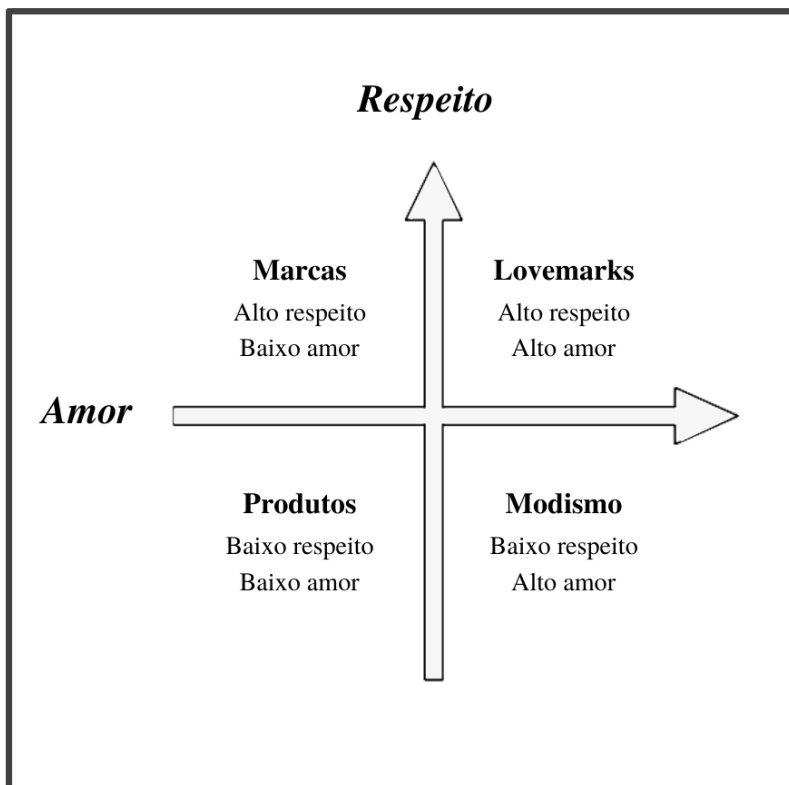 Respeito
Marcas
Alto respeito
Baixo amor
Lovemarks
Alto respeito
Alto amor
Amor
Produtos
Baixo respeito
Baixo amor
Modismo
Baixo respeito
Alto amor